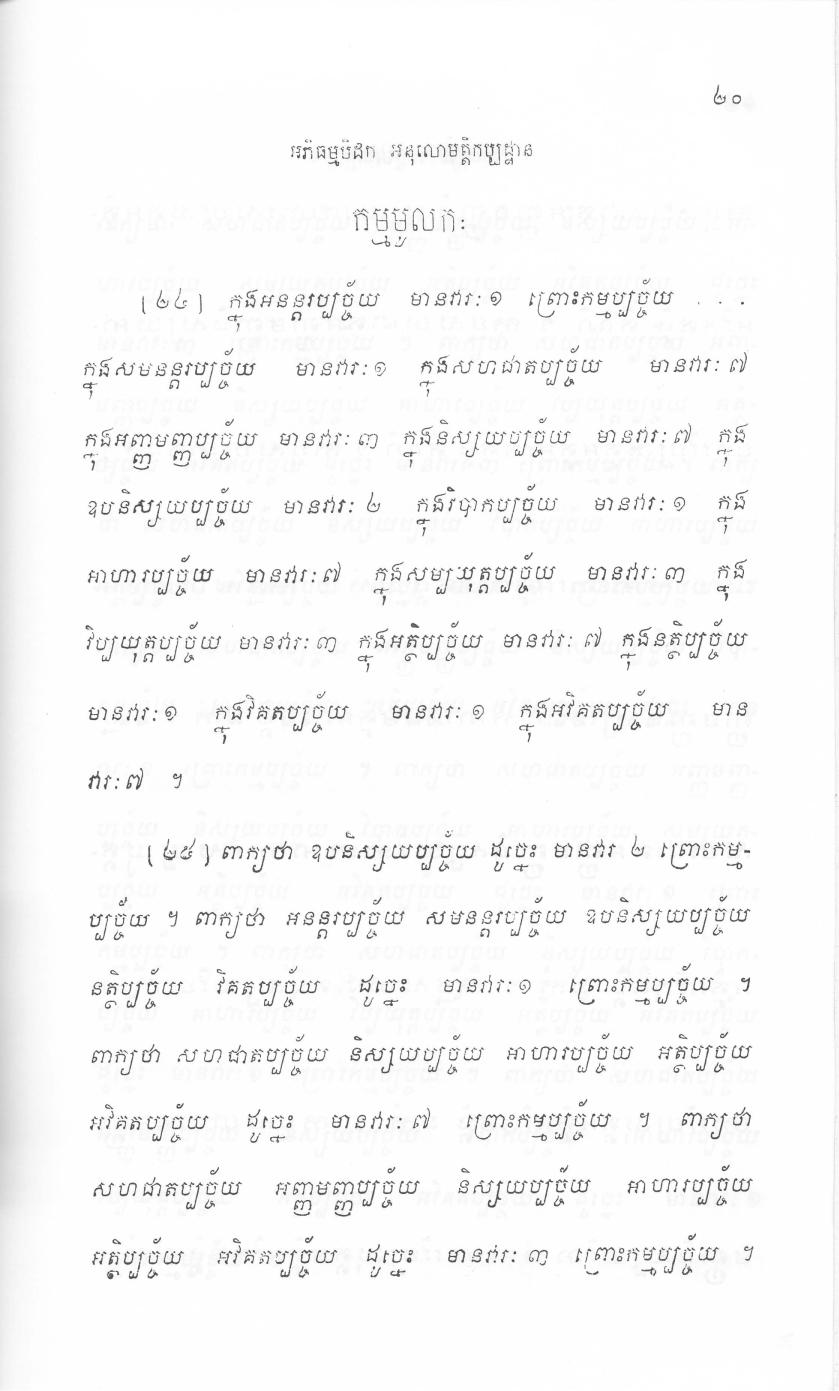 ២០
អភិធម្មបិដក អនុលោមត្តិកប្បដ្ឋាន
កម្មមូលកៈ
(២៤) ក្នុងអនន្តរប្បច្ច័យ មានវារៈ ១ ព្រោះកម្មប្បច្ច័យ . . .
ក្នុងសមនន្តរប្បច្ច័យ មានវារៈ ១ ក្នុងសហជាតប្បច្ច័យ មានវារៈ ៧
ក្នុងអញ្ញមញ្ញប្បច្ច័យ មានវារៈ ៣ ក្នុងនិស្សយប្បច្ច័យ មានវារៈ ៧ ក្នុង
ឧបនិស្សយប្បច្ច័យ មានវារៈ ២ ក្នុងវិបាកប្បច្ច័យ មានវារៈ ១ ក្នុង
អាហារប្បច្ច័យ មានវារៈ ៧ ក្នុងសម្បយុត្តប្បច្ច័យ មានវារៈ ៣ ក្នុង
វិប្បយុត្តប្បច្ច័យ មានវារៈ ៣ ក្នុងអត្ថិប្បច្ច័យ មានវារៈ ៧ ក្នុងនត្ថិប្បច្ច័យ
មានវារៈ ១ ក្នុងវិគតប្បច្ច័យ មានវារៈ ១ ក្នុងអវិគតប្បច្ច័យ មាន
វារៈ ៧ ។
(២៥) ពាក្យថា ឧបនិស្សយប្បច្ច័យ ដូច្នេះ មានវារ ២ ព្រោះកម្ម-
ប្បច្ច័យ ។ ពាក្យថា អនន្តរប្បច្ច័យ សមនន្តរប្បច្ច័យ ឧបនិស្សយប្បច្ច័យ
នត្ថិប្បច្ច័យ វិគតប្បច្ច័យ ដូច្នេះ មានវារៈ ១ ព្រោះកម្មប្បច្ច័យ ។
ពាក្យថា សហជាតប្បច្ច័យ និស្សយប្បច្ច័យ អាហារប្បច្ច័យ អត្ថិប្បច្ច័យ
អវិគតប្បច្ច័យ ដូច្នេះ មានវារៈ ៧ ព្រោះកម្មប្បច្ច័យ ។ ពាក្យថា
សហជាតប្បច្ច័យ អញ្ញមញ្ញប្បច្ច័យ និស្សយប្បច្ច័យ អាហារប្បច្ច័យ
អត្ថិប្បច្ច័យ អវិគតប្បច្ច័យ ដូច្នេះ មានវារៈ ៣ ព្រោះកម្មប្បច្ច័យ ។